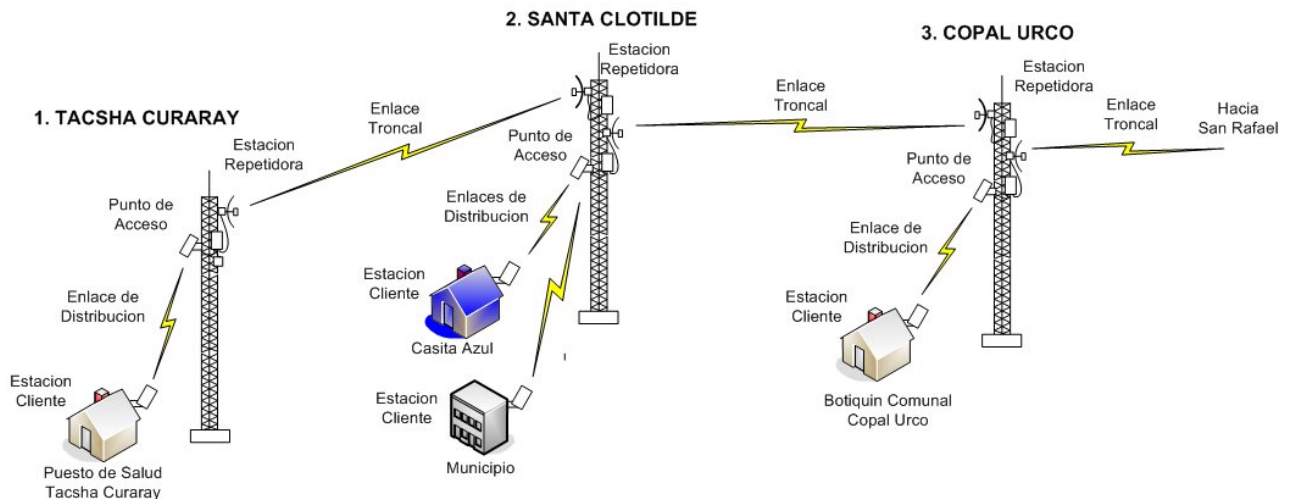 2. SANTA CLOTILDE
3. COPAL URCO
1. TACSHA CURARAY
Estacion
Repetidora
Punto de
Acceso
Enlace de
Distribucion
Estacion
Cliente
Puesto de Salud
Tacsha Curaray
Enlace
Troncal
Estacion
Repetidora
Punto de
Acceso
Enlaces de
Distribucion
Estacion
Cliente
Casita Azul
Estacion
Cliente
Municipio
Enlace
Troncal
Estacion
Repetidora
Punto de
Acceso
Enlace de
Distribucion
Estacion
Cliente
Botiquin Comunal
Copal Urco
Enlace
Troncal
Hacia
San Rafael